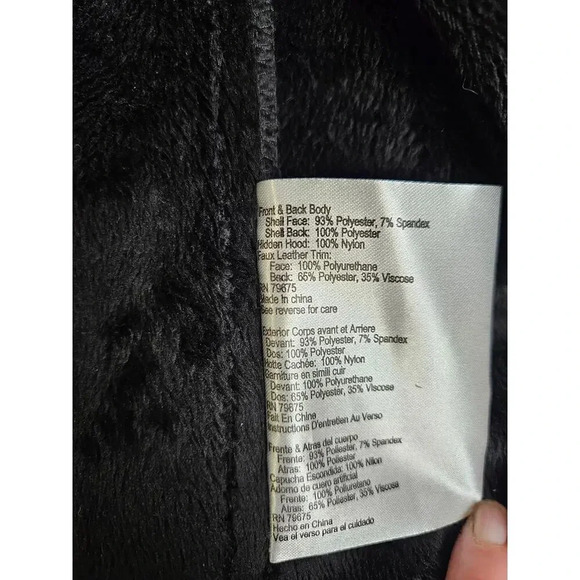 Front & Back Body
Shell Face: 93% Polyester, 7% Spandex
Shell Back: 100% Polyester
Hidden Hood: 100% Nylon
Faux Leather Trim:
Face: 100% Polyurethane
Back: 65% Polyester, 35% Viscose
RN 79675
Made in china
See reverse for care
Exterior Corps avant et Arriere
Devant: 93% Polyester, 7% Spandex
Dos: 100% Polyester
Hotte Cachée: 100% Nylon
Garniture en simili cuir
Devant: 100% Polyurethane
Dos: 65% Polyester, 35% Viscose
RN 79675
Fait En Chine
Instructions D'entretien Au Verso
Frente & Atras del cuerpo
Frente: 93% Poliester, 7% Spandex
Atras: 100% Poliester
Capucha Escondida: 100% Nilon
Adorno de cuero artificial
Frente: 100% Poliuretano
Atras: 65% Poliester, 35% Viscosa
RN 79675
Hecho en China
Vea el verso para el cuidado